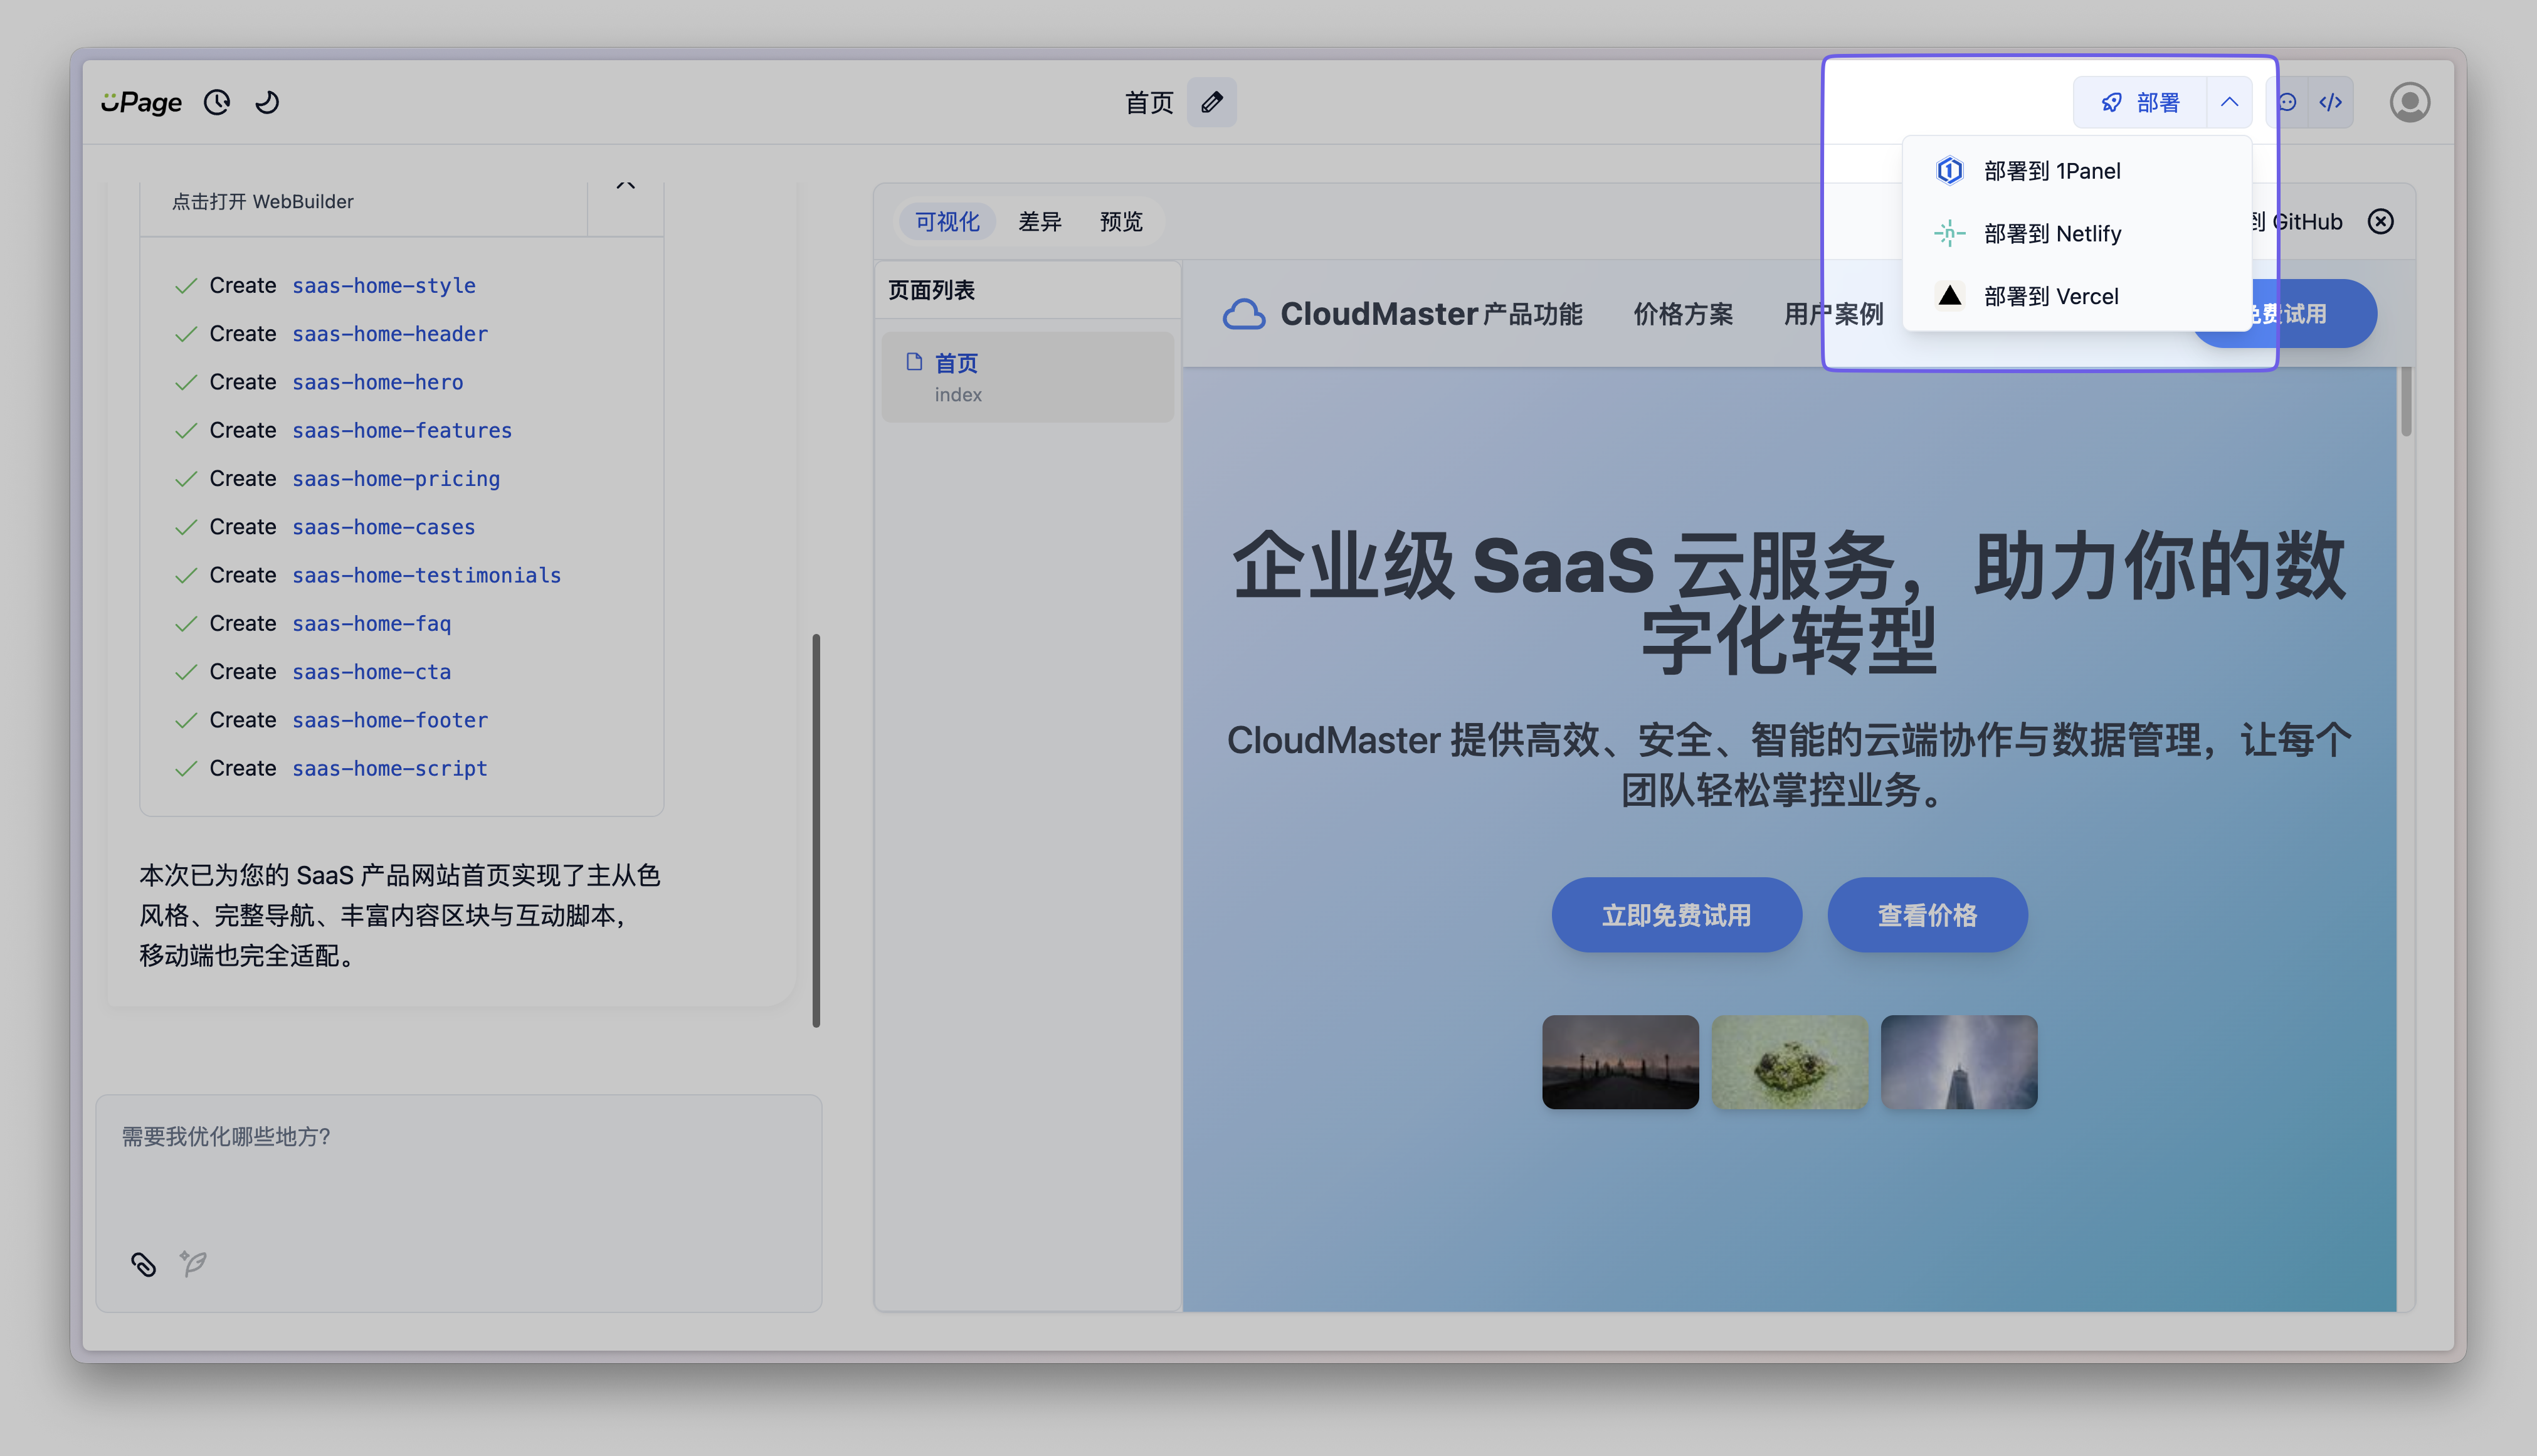 uPage
首页
部署
部署到 1Panel
部署到 Netlify
部署到 Vercel
点击打开 WebBuilder
Create saas-home-style
Create saas-home-header
Create saas-home-hero
Create saas-home-features
Create saas-home-pricing
Create saas-home-cases
Create saas-home-testimonials
Create saas-home-faq
Create saas-home-cta
Create saas-home-footer
Create saas-home-script
本次已为您的 SaaS 产品网站首页实现了主从色
风格、完整导航、丰富内容区块与互动脚本，
移动端也完全适配。
需要我优化哪些地方?
可视化 差异 预览
到 GitHub
页面列表
首页
index
CloudMaster 产品功能 价格方案 用户案例 免费试用
企业级 SaaS 云服务， 助力你的数
字化转型
CloudMaster 提供高效、安全、智能的云端协作与数据管理，让每个
团队轻松掌控业务。
立即免费试用 查看价格